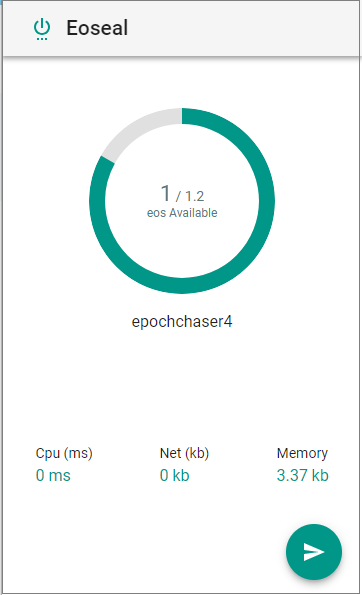 Eoseal
1 / 1.2
eos Available
epochchaser4
Cpu (ms) Net (kb) Memory
0 ms 0 kb 3.37 kb